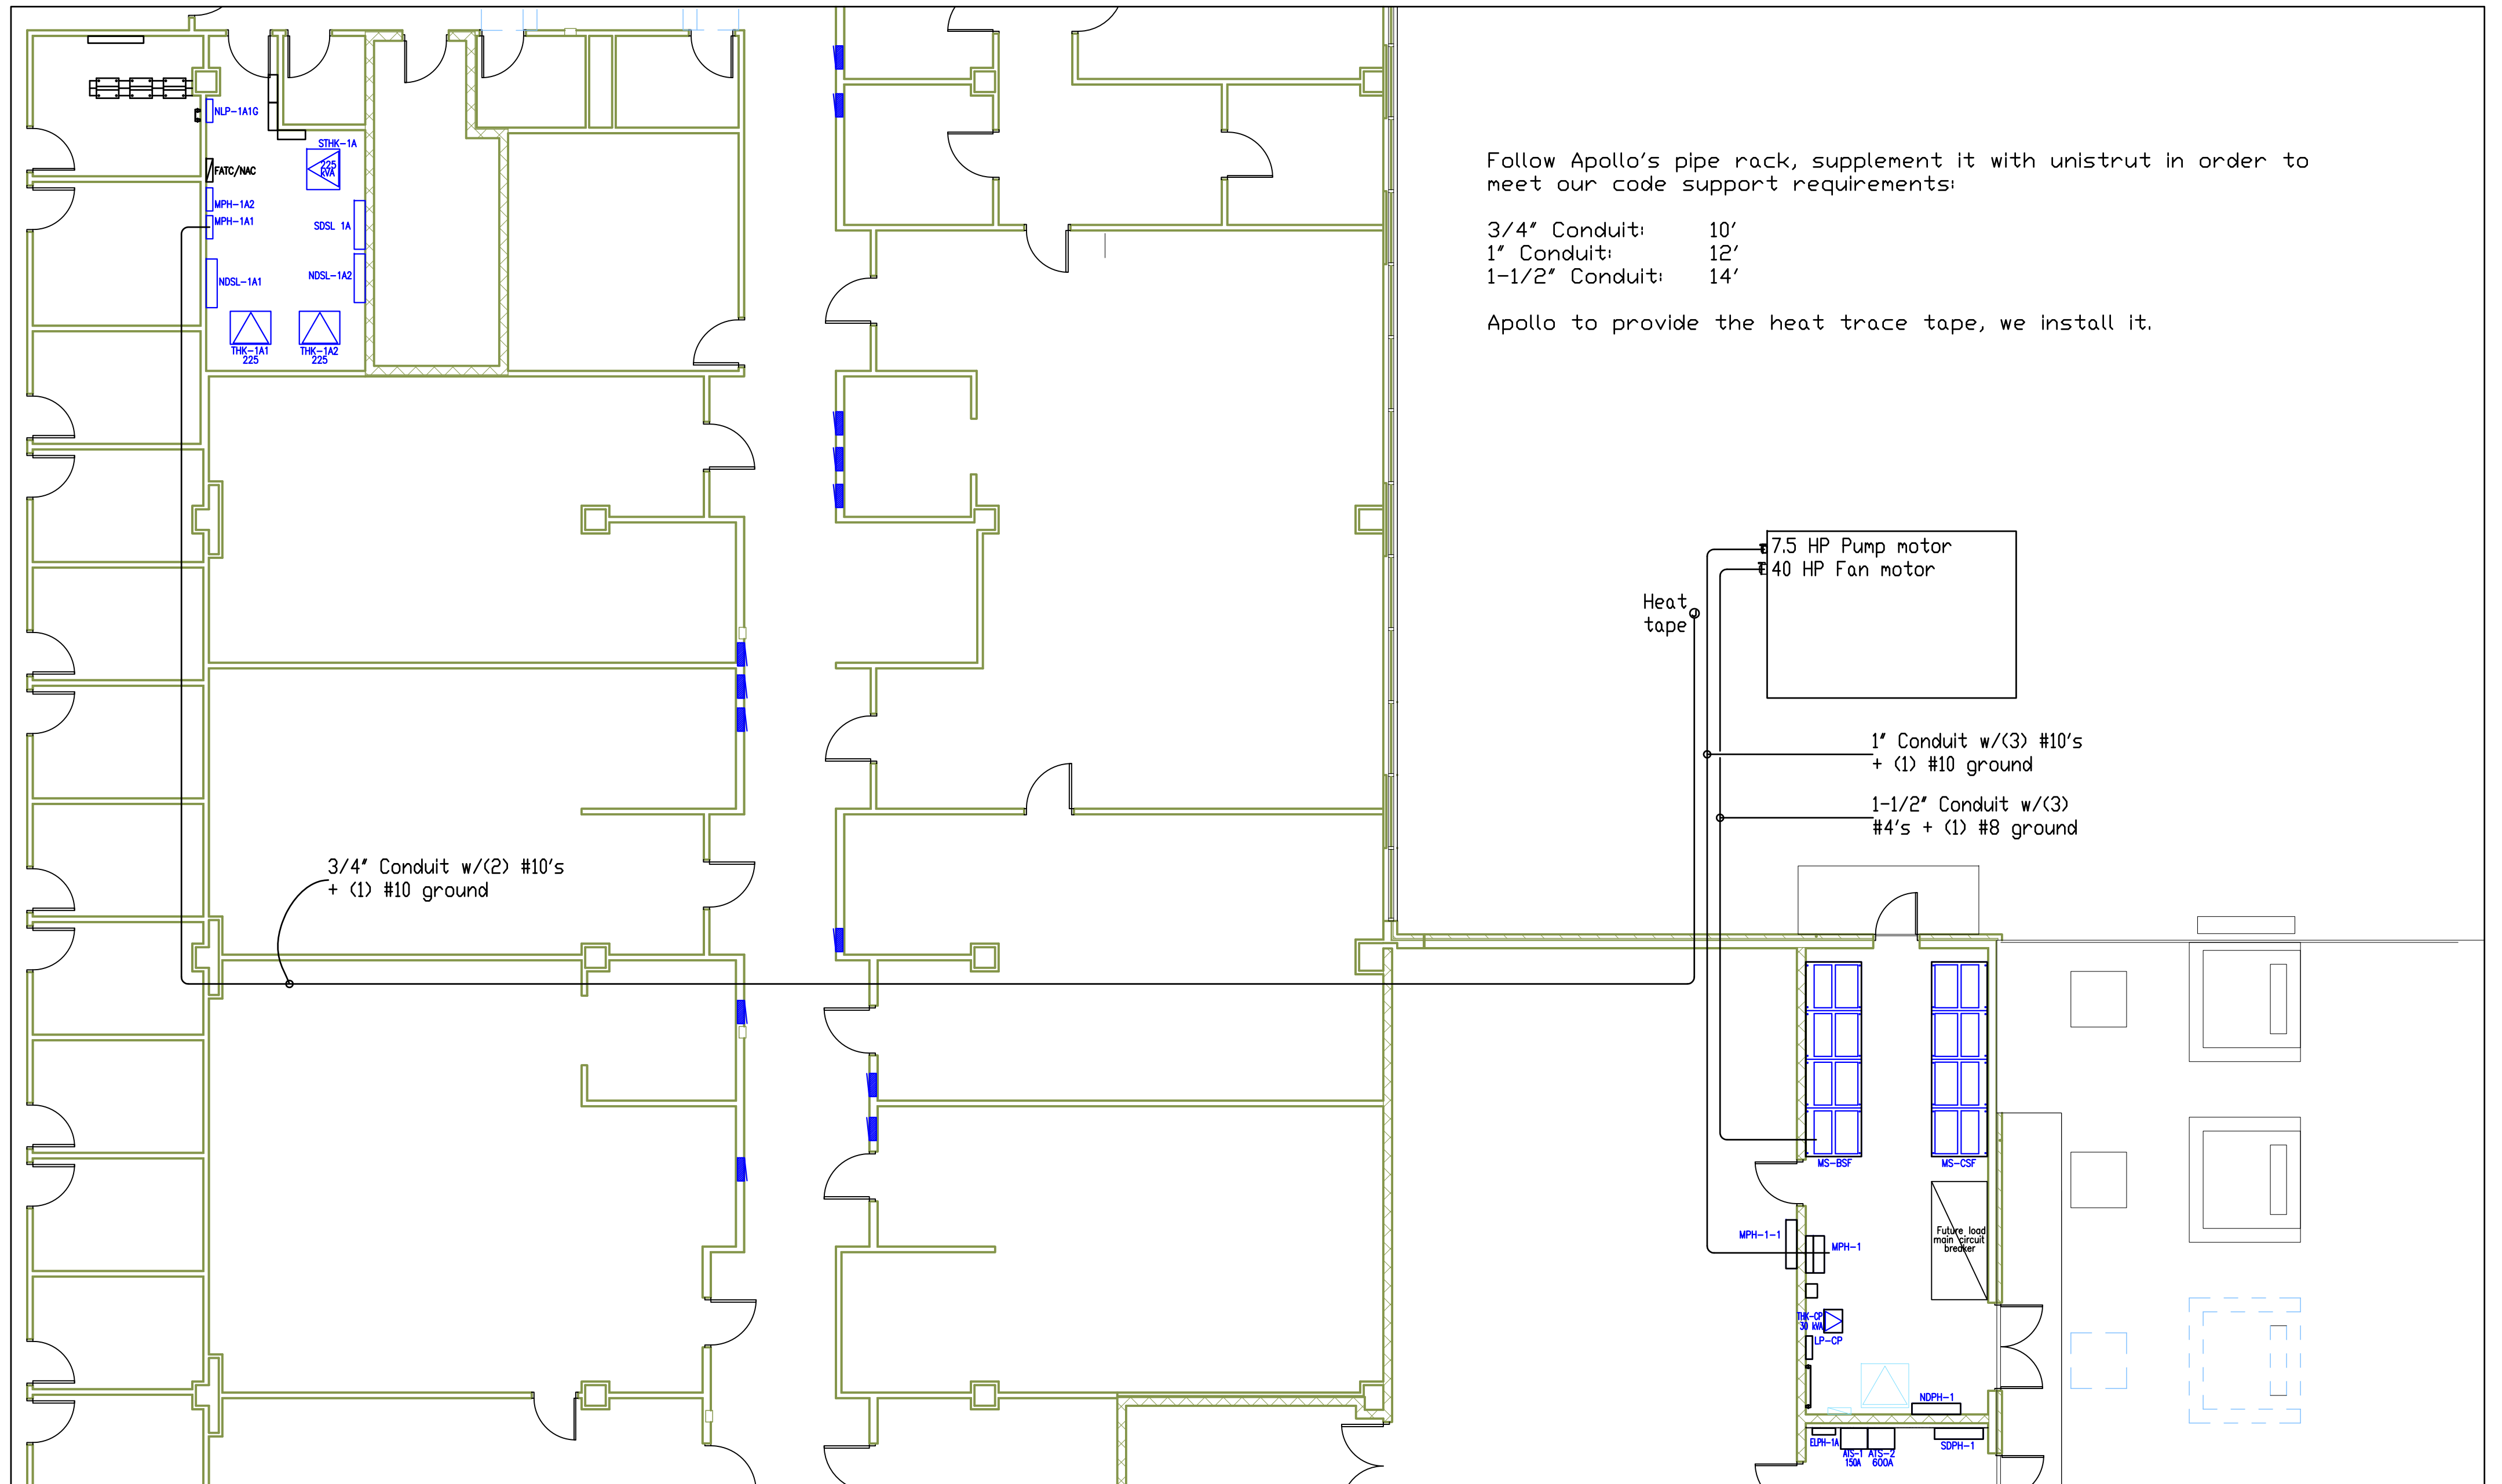 NLP-1A1G
STHK-1A
225
kVA
FATC/NAC
MPH-1A2
MPH-1A1
SDSL 1A
NDSL-1A2
NDSL-1A1
THK-1A1
225
THK-1A2
225
Follow Apollo's pipe rack, supplement it with unistrut in order to
meet our code support requirements:
3/4" Conduit: 10'
1" Conduit: 12'
1-1/2" Conduit: 14'
Apollo to provide the heat trace tape, we install it.
7.5 HP Pump motor
40 HP Fan motor
Heat
tape
1" Conduit w/(3) #10's
+ (1) #10 ground
1-1/2" Conduit w/(3)
#4's + (1) #8 ground
3/4" Conduit w/(2) #10's
+ (1) #10 ground
MS-BSF
MS-CSF
MPH-1-1
MPH-1
Future load
main circuit
breaker
THK-CP
30 kVA
LP-CP
NDPH-1
ELPH-1A
ATS-1
150A
ATS-2
600A
SDPH-1